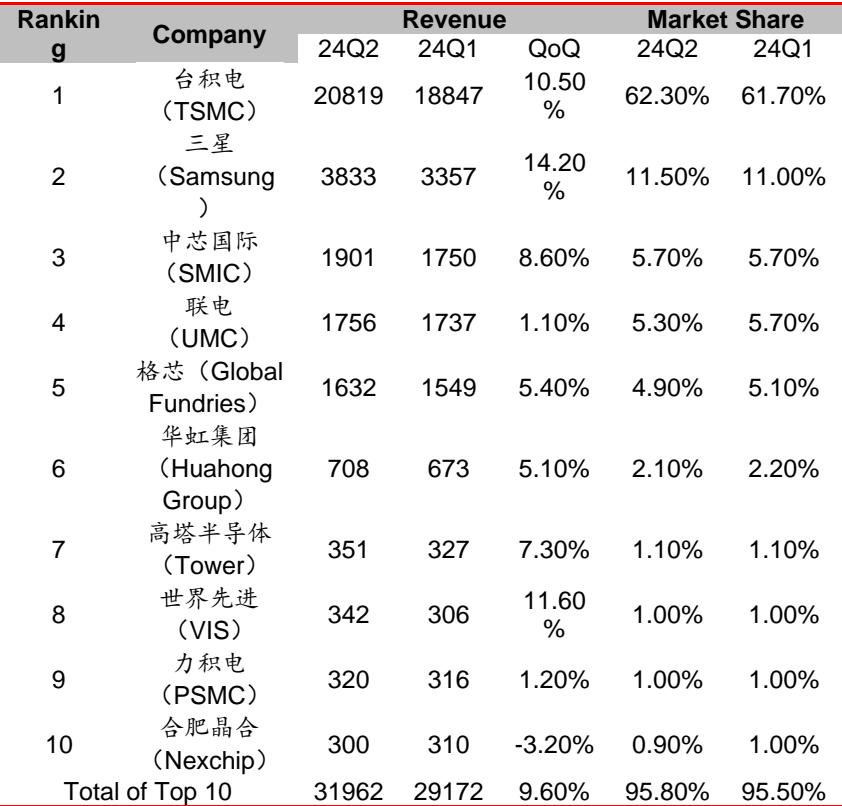 Rankin
g
Company
Revenue
Market Share
24Q2 24Q1 QoQ 24Q2 24Q1
1 台积电
（TSMC） 20819 18847 10.50
% 62.30% 61.70%
2 三星
（Samsung
） 3833 3357 14.20
% 11.50% 11.00%
3 中芯国际
（SMIC） 1901 1750 8.60% 5.70% 5.70%
4 联电
（UMC） 1756 1737 1.10% 5.30% 5.70%
5 格芯（Global
Fundries） 1632 1549 5.40% 4.90% 5.10%
6 华虹集团
（Huahong
Group） 708 673 5.10% 2.10% 2.20%
7 高塔半导体
（Tower） 351 327 7.30% 1.10% 1.10%
8 世界先进
（VIS） 342 306 11.60
% 1.00% 1.00%
9 力积电
（PSMC） 320 316 1.20% 1.00% 1.00%
10 合肥晶合
（Nexchip） 300 310 -3.20% 0.90% 1.00%
Total of Top 10 31962 29172 9.60% 95.80% 95.50%